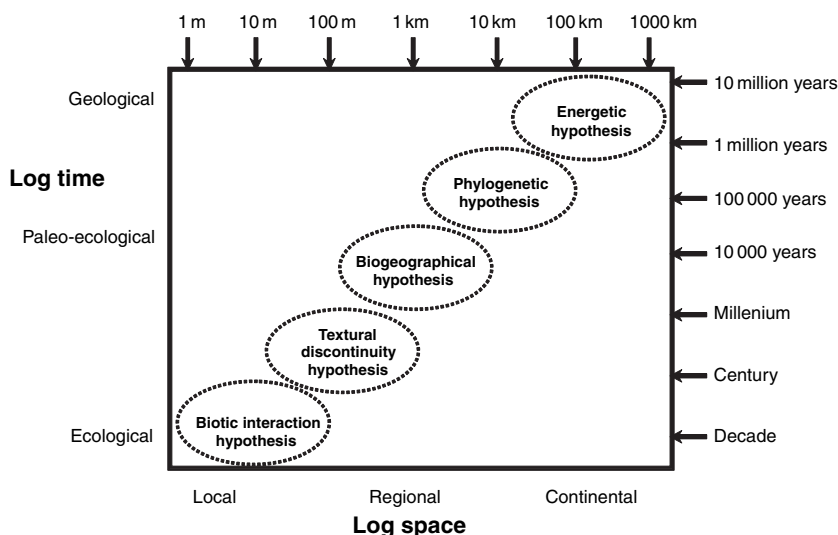 1 m 10 m 100 m 1 km 10 km 100 km 1000 km
Geological
Log time
Paleo-ecological
Ecological
Energetic
hypothesis
Phylogenetic
hypothesis
Biogeographical
hypothesis
Textural
discontinuity
hypothesis
Biotic interaction
hypothesis
10 million years
1 million years
100 000 years
10 000 years
Millenium
Century
Decade
Local Regional Continental
Log space